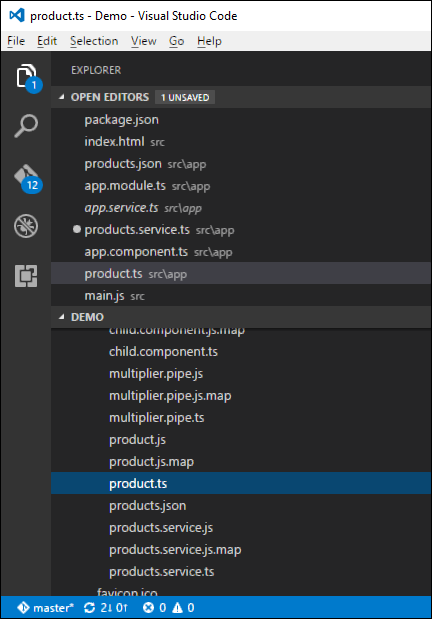 product.ts - Demo - Visual Studio Code
File Edit Selection View Go Help
EXPLORER
1
OPEN EDITORS 1 UNSAVED
package.json
index.html src
products.json src\app
app.module.ts src\app
12
app.service.ts src\app
products.service.ts src\app
app.component.ts src\app
product.ts src\app
main.js src
DEMO
child.component.js.map
child.component.ts
multiplier.pipe.js
multiplier.pipe.js.map
multiplier.pipe.ts
product.js
product.js.map
product.ts
products.json
products.service.js
products.service.js.map
products.service.ts
favicon.ico
master* 2↓ 0↑ 0 0